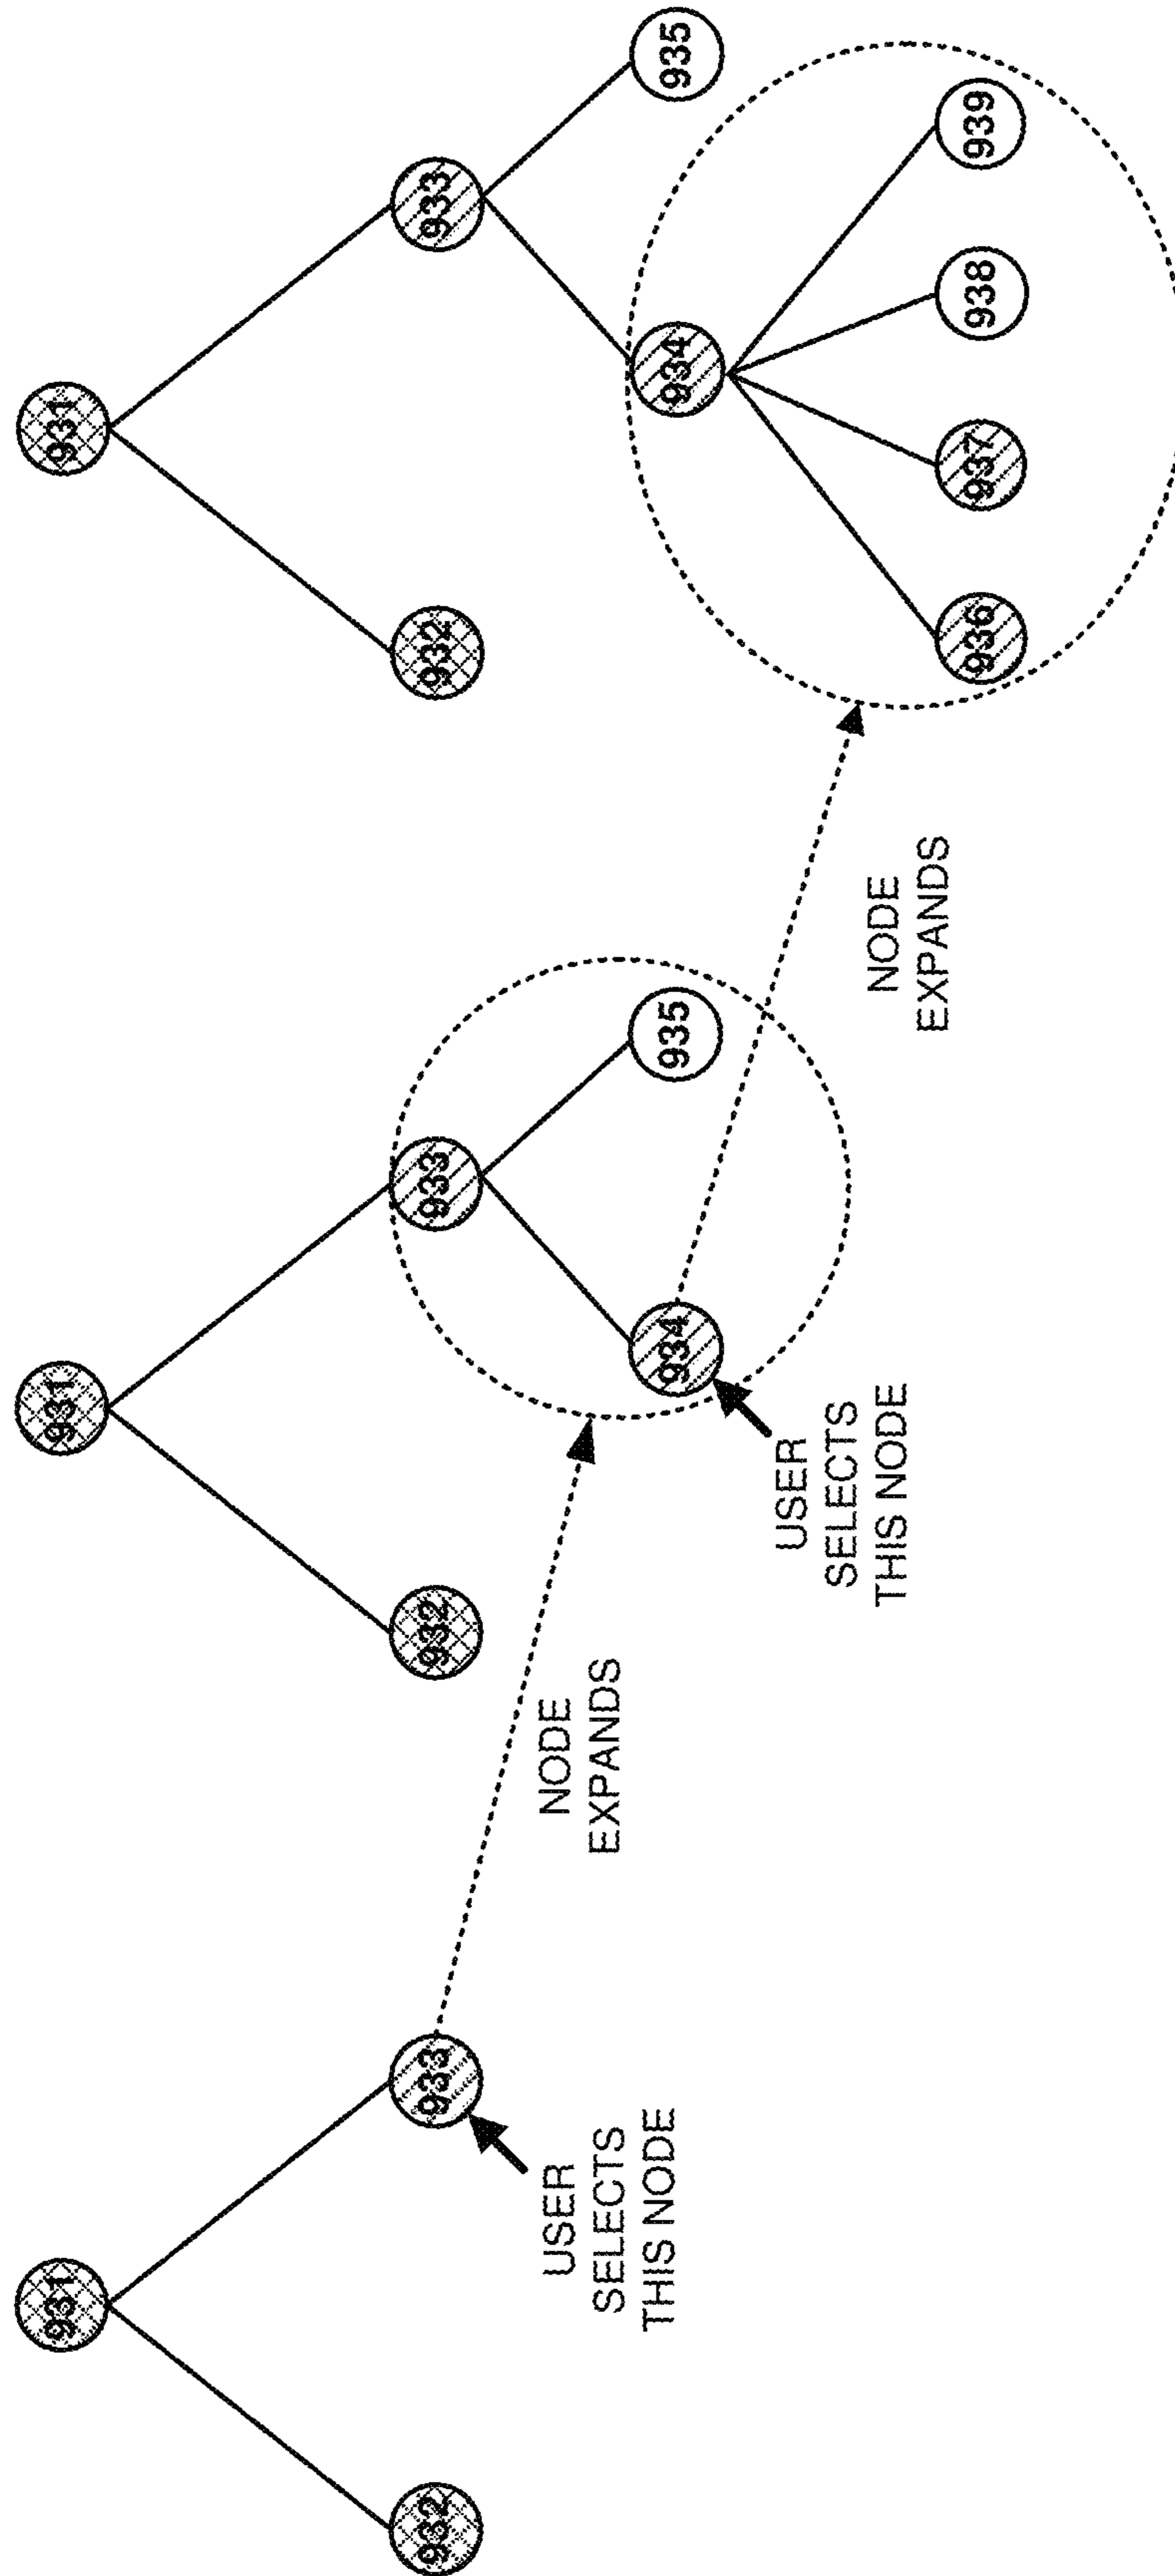 931
932
933
USER
SELECTS
THIS NODE
NODE
EXPANDS
931
932
933
934
935
USER
SELECTS
THIS NODE
NODE
EXPANDS
931
932
933
934
935
936
937
938
939